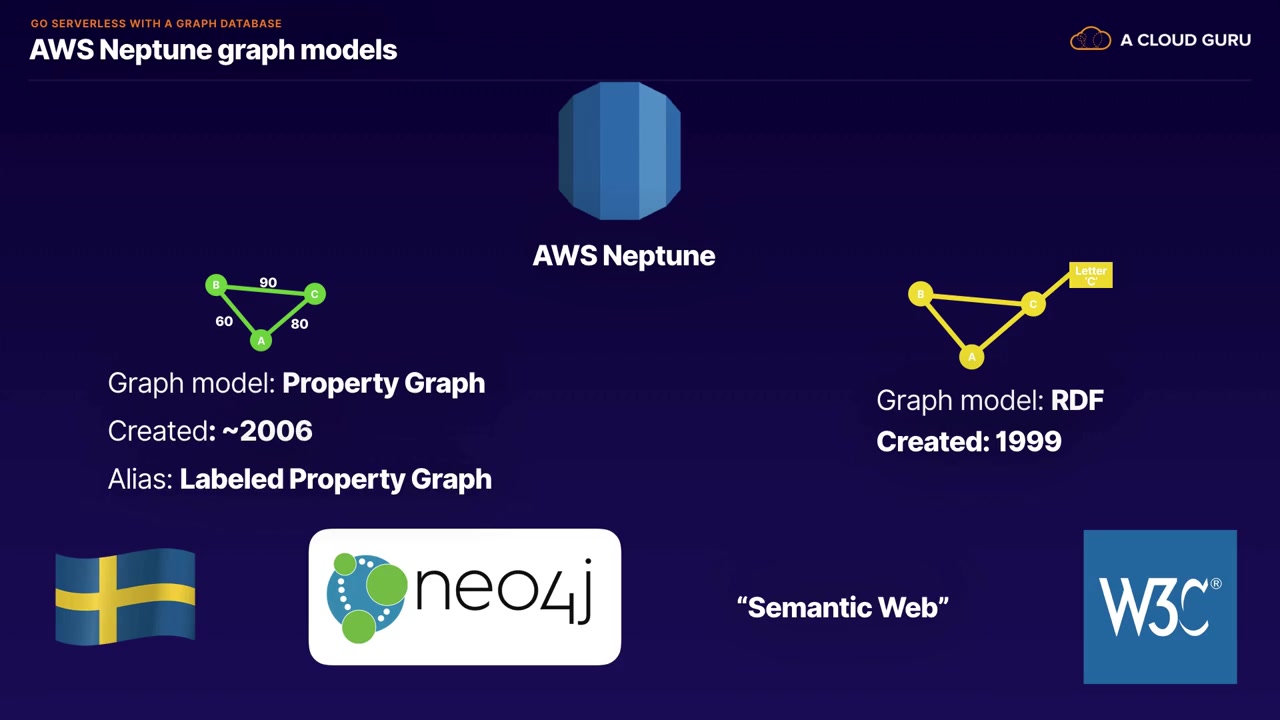 GO SERVERLESS WITH A GRAPH DATABASE
AWS Neptune graph models
A CLOUD GURU
AWS Neptune
B
90
C
60
80
A
Graph model: Property Graph
Created: ~2006
Alias: Labeled Property Graph
Letter
'C'
B
C
A
Graph model: RDF
Created: 1999
neo4j
“Semantic Web”
W3C®